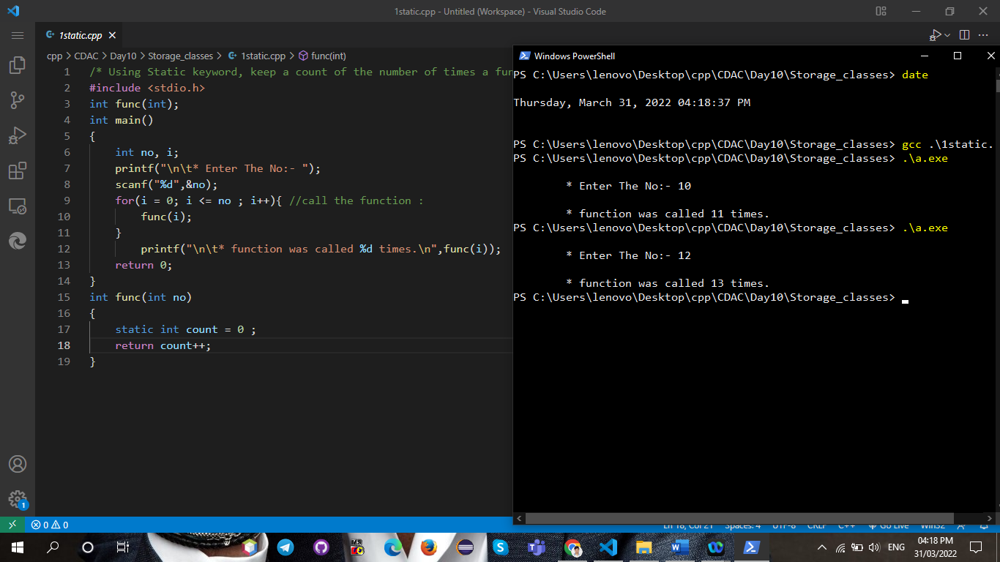 1static.cpp - Untitled (Workspace) - Visual Studio Code
1static.cpp
cpp > CDAC > Day10 > Storage_classes > 1static.cpp > func(int)
1 /* Using Static keyword, keep a count of the number of times a fun
2 #include <stdio.h>
3 int func(int);
4 int main()
5 {
6 int no, i;
7 printf("\n\t* Enter The No:- ");
8 scanf("%d",&no);
9 for(i = 0; i <= no ; i++){ //call the function :
10 func(i);
11 }
12 printf("\n\t* function was called %d times.\n",func(i));
13 return 0;
14 }
15 int func(int no)
16 {
17 static int count = 0 ;
18 return count++;
19 }
Windows PowerShell
PS C:\Users\lenovo\Desktop\cpp\CDAC\Day10\Storage_classes> date
Thursday, March 31, 2022 04:18:37 PM
PS C:\Users\lenovo\Desktop\cpp\CDAC\Day10\Storage_classes> gcc .\1static.
PS C:\Users\lenovo\Desktop\cpp\CDAC\Day10\Storage_classes> .\a.exe
* Enter The No:- 10
* function was called 11 times.
PS C:\Users\lenovo\Desktop\cpp\CDAC\Day10\Storage_classes> .\a.exe
* Enter The No:- 12
* function was called 13 times.
PS C:\Users\lenovo\Desktop\cpp\CDAC\Day10\Storage_classes>
1
0 0
Ln 18, Col 21 Spaces: 4 UTF-8 CRLF C++ Go Live Win32
ENG
04:18 PM
31/03/2022